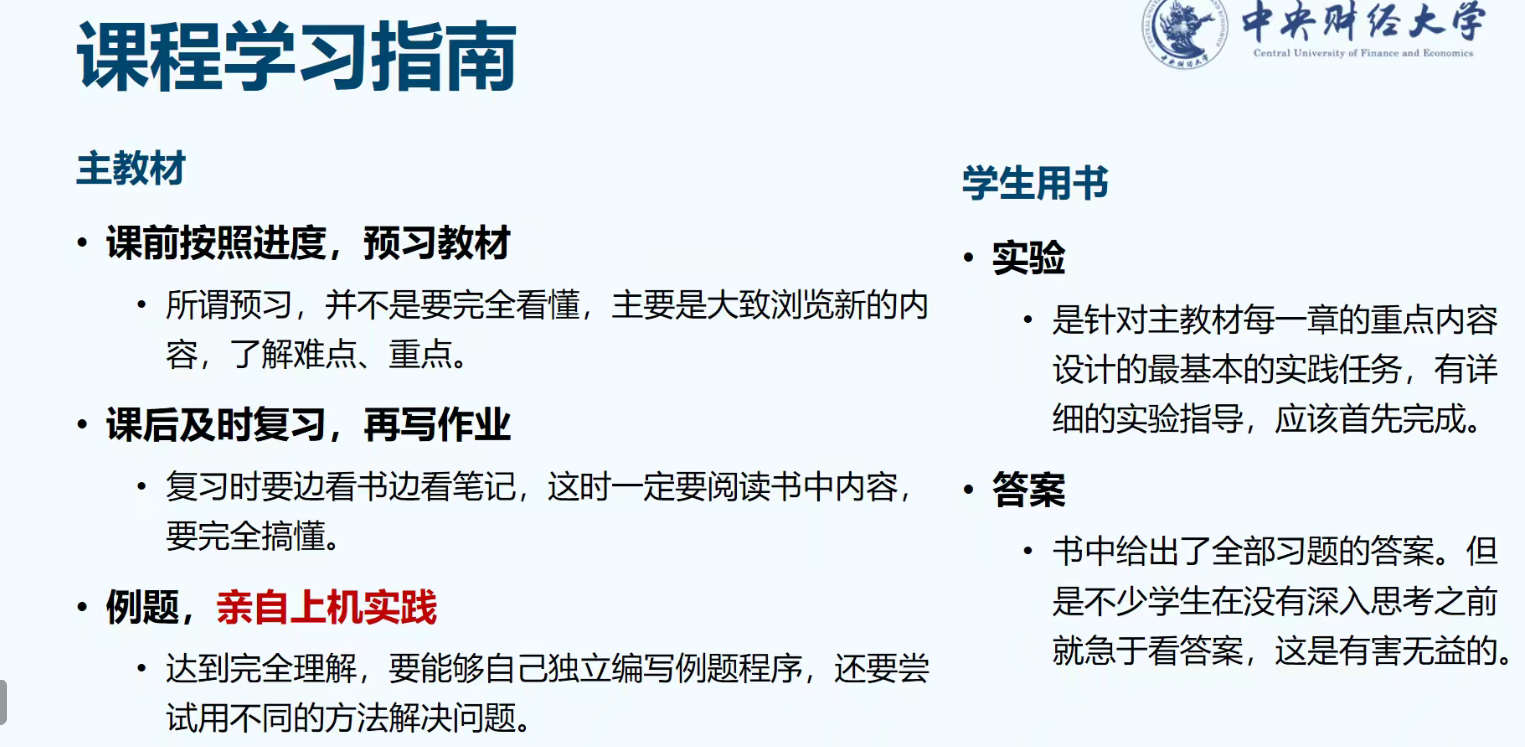 课程学习指南
中央财经大学
Central University of Finance and Economics
主教材
• 课前按照进度，预习教材
• 所谓预习，并不是要完全看懂，主要是大致浏览新的内
容，了解难点、重点。
• 课后及时复习，再写作业
• 复习时要边看书边看笔记，这时一定要阅读书中内容，
要完全搞懂。
• 例题，亲自上机实践
• 达到完全理解，要能够自己独立编写例题程序，还要尝
试用不同的方法解决问题。
学生用书
• 实验
• 是针对主教材每一章的重点内容
设计的最基本的实践任务，有详
细的实验指导，应该首先完成。
• 答案
• 书中给出了全部习题的答案。但
是不少学生在没有深入思考之前
就急于看答案，这是有害无益的。